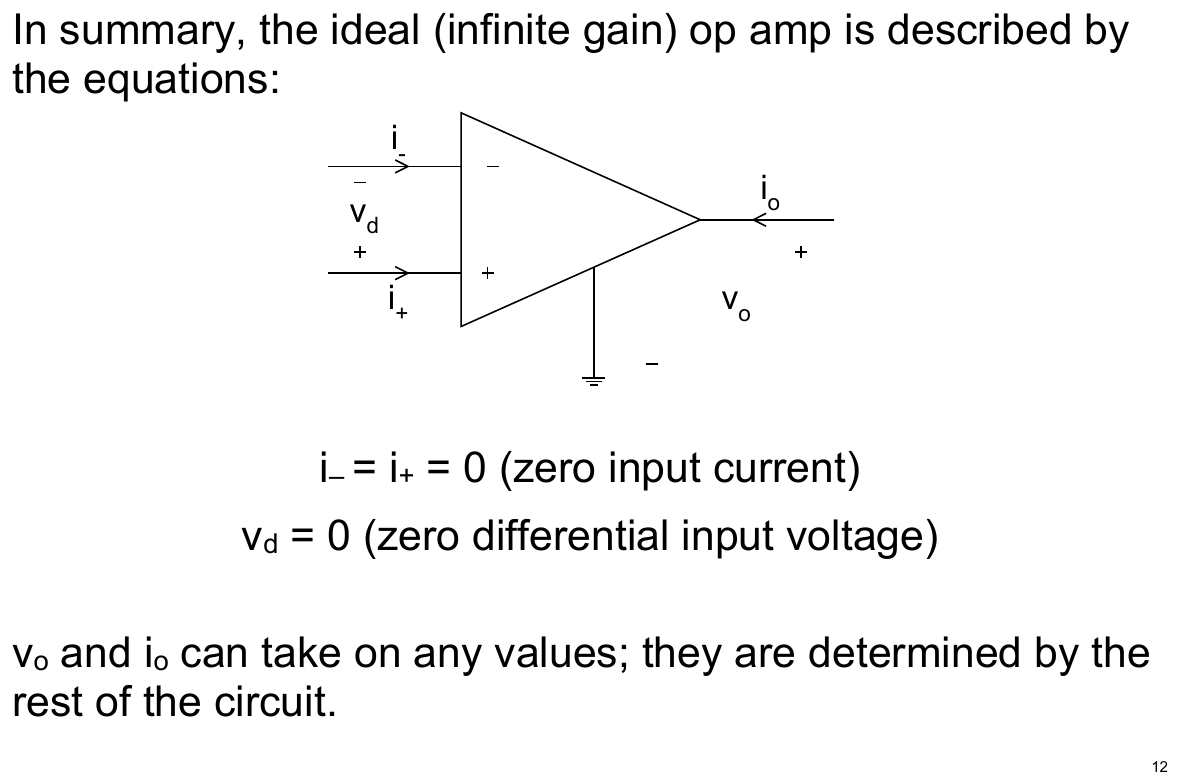 In summary, the ideal (infinite gain) op amp is described by
the equations:
i-
–
–
vd
+
i+
+
io
+
vo
–
i– = i+ = 0 (zero input current)
vd = 0 (zero differential input voltage)
vo and io can take on any values; they are determined by the
rest of the circuit.
12